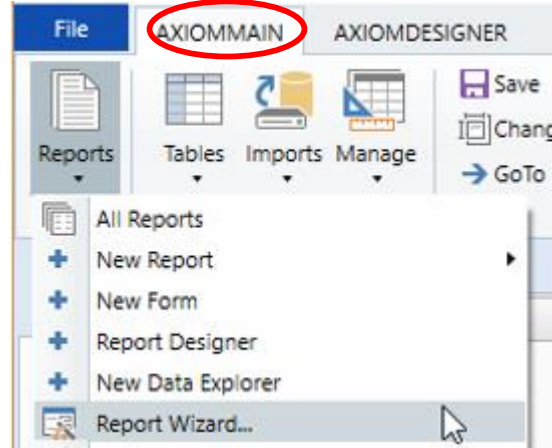 File AXIOMMAIN AXIOMDESIGNER
Save
Chang
GoTo
Reports Tables Imports Manage
All Reports
New Report
New Form
Report Designer
New Data Explorer
Report Wizard...